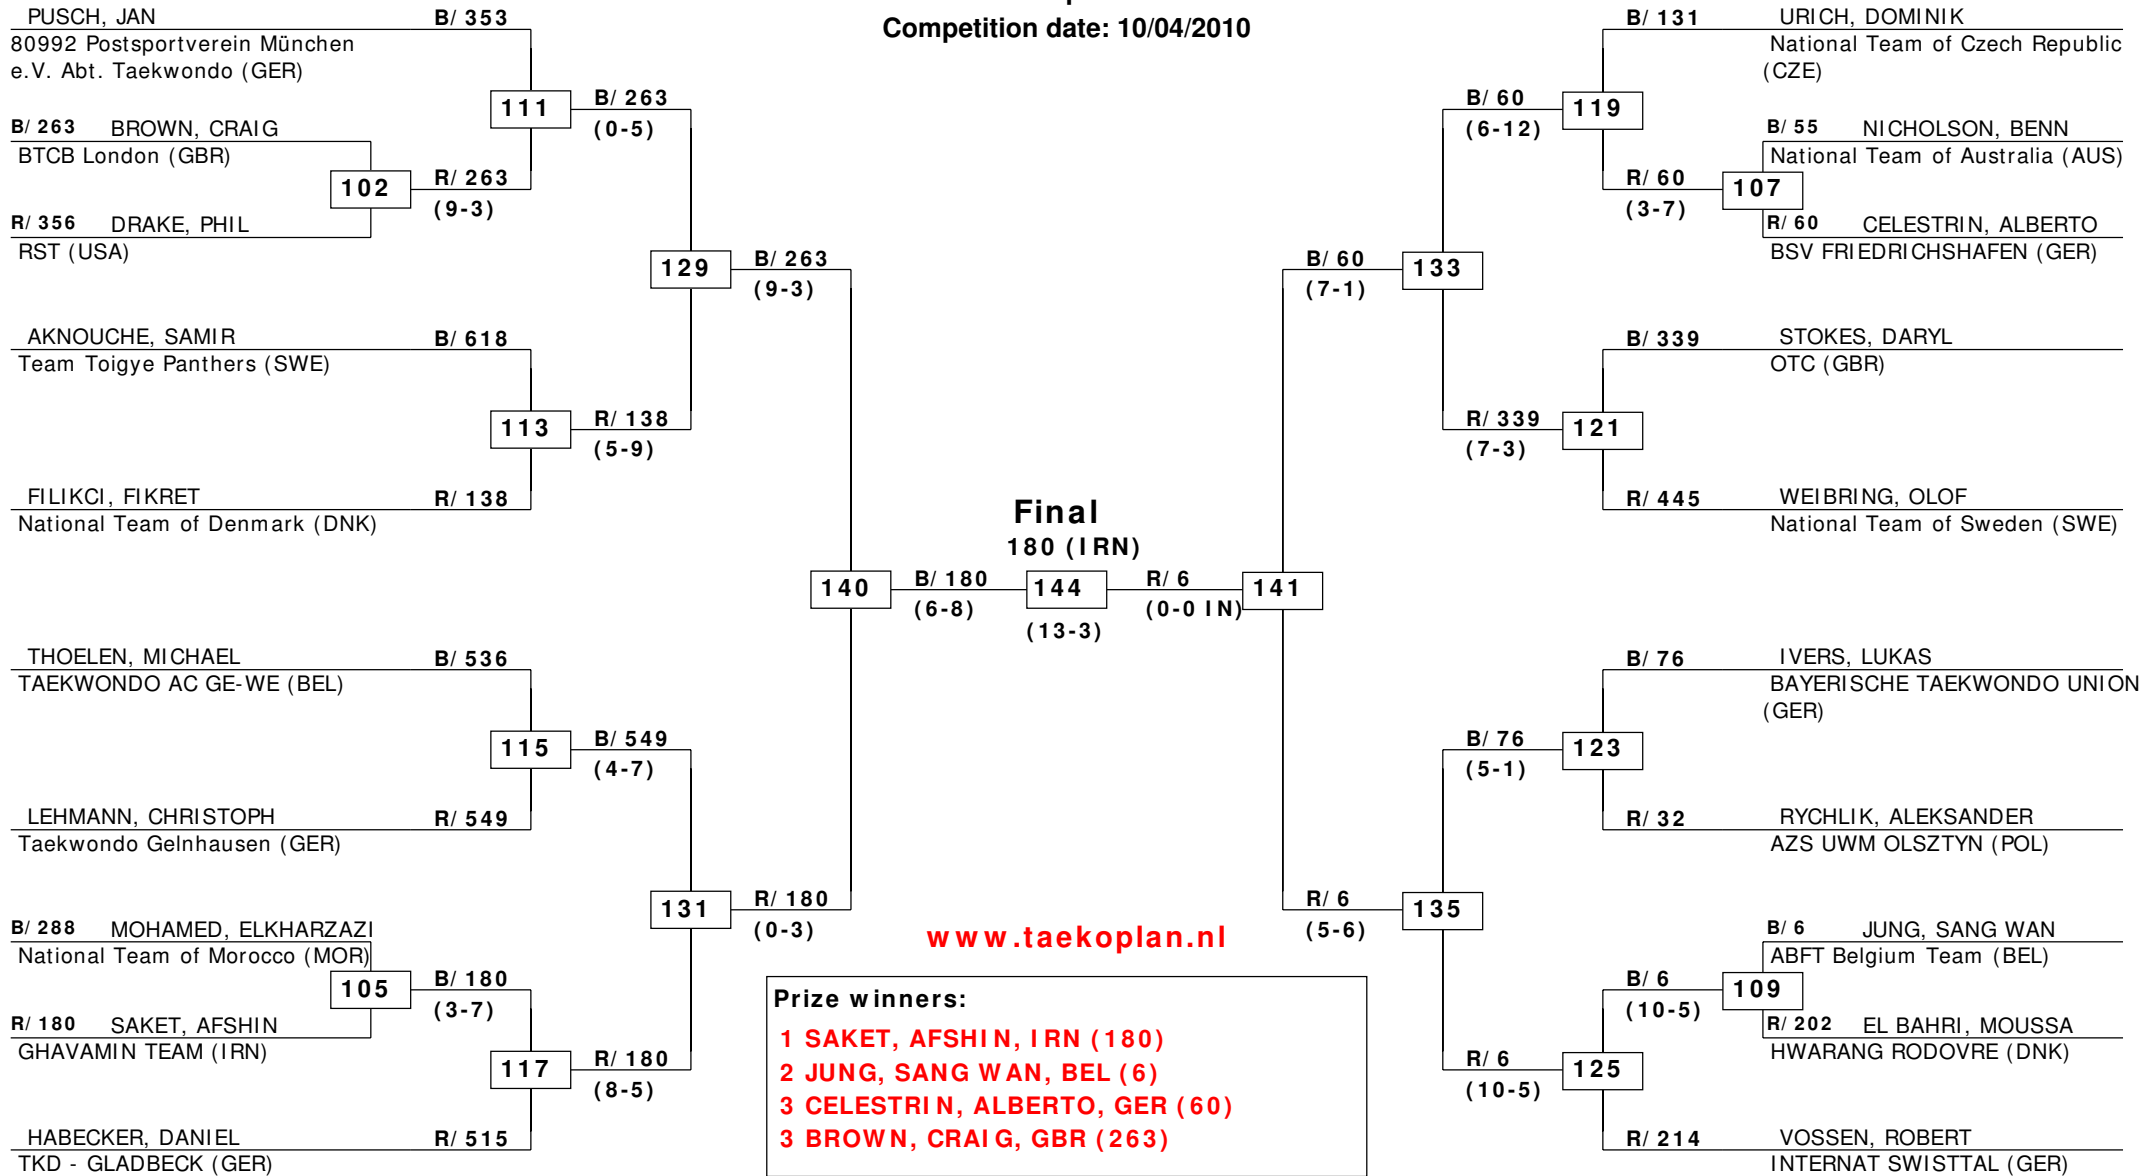 Competition date: 10/04/2010
PUSCH, JAN B/ 353
80992 Postsportverein München
e.V. Abt. Taekwondo (GER)
111
B/ 263
(0-5)
B/ 263 BROWN, CRAIG
BTCB London (GBR)
102
R/ 263
(9-3)
R/ 356 DRAKE, PHIL
RST (USA)
129
B/ 263
(9-3)
AKNOUCHE, SAMIR B/ 618
Team Toigye Panthers (SWE)
113
R/ 138
(5-9)
FILIKCI, FIKRET R/ 138
National Team of Denmark (DNK)
140
B/ 180
(6-8)
THOELEN, MICHAEL B/ 536
TAEKWONDO AC GE-WE (BEL)
115
B/ 549
(4-7)
LEHMANN, CHRISTOPH R/ 549
Taekwondo Gelnhausen (GER)
131
R/ 180
(0-3)
B/ 288 MOHAMED, ELKHARZAZI
National Team of Morocco (MOR)
105
B/ 180
(3-7)
R/ 180 SAKET, AFSHIN
GHAVAMIN TEAM (IRN)
117
R/ 180
(8-5)
HABECKER, DANIEL R/ 515
TKD - GLADBECK (GER)
Final
180 (IRN)
144
(13-3)
R/ 6
(0-0 IN)
141
B/ 131 URICH, DOMINIK
National Team of Czech Republic
(CZE)
B/ 60
(6-12)
119
B/ 55 NICHOLSON, BENN
National Team of Australia (AUS)
R/ 60
(3-7)
107
R/ 60 CELESTRIN, ALBERTO
BSV FRIEDRICHSHAFEN (GER)
B/ 60
(7-1)
133
B/ 339 STOKES, DARYL
OTC (GBR)
R/ 339
(7-3)
121
R/ 445 WEIBRING, OLOF
National Team of Sweden (SWE)
B/ 76 IVERS, LUKAS
BAYERISCHE TAEKWONDO UNION
(GER)
B/ 76
(5-1)
123
R/ 32 RYCHLIK, ALEKSANDER
AZS UWM OLSZTYN (POL)
R/ 6
(5-6)
135
B/ 6 JUNG, SANG WAN
ABFT Belgium Team (BEL)
B/ 6
(10-5)
109
R/ 202 EL BAHRI, MOUSSA
HWARANG RODOVRE (DNK)
R/ 6
(10-5)
125
R/ 214 VOSSEN, ROBERT
INTERNAT SWISTTAL (GER)
www.taekoplan.nl
Prize winners:
1 SAKET, AFSHIN, IRN (180)
2 JUNG, SANG WAN, BEL (6)
3 CELESTRIN, ALBERTO, GER (60)
3 BROWN, CRAIG, GBR (263)